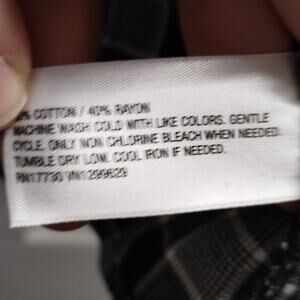 % COTTON / 40% RAYON
MACHINE WASH COLD WITH LIKE COLORS. GENTLE
CYCLE. ONLY NON CHLORINE BLEACH WHEN NEEDED.
TUMBLE DRY LOW. COOL IRON IF NEEDED.
RN17730 VN1299629